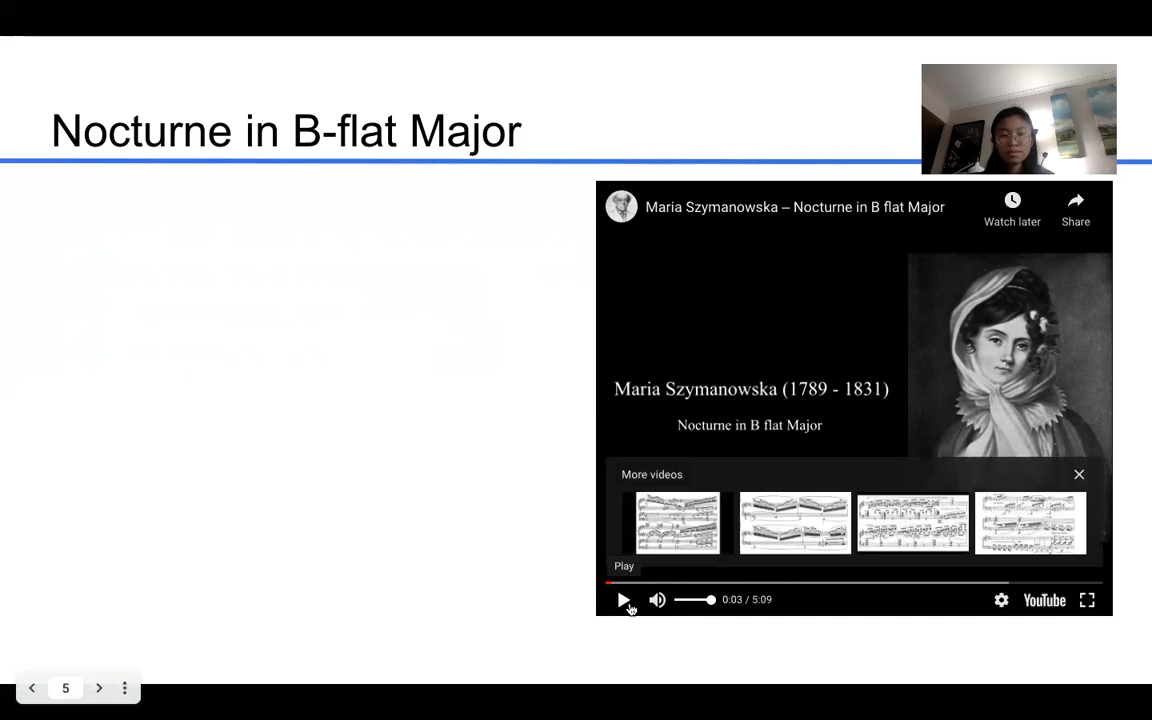 Nocturne in B-flat Major
Maria Szymanowska – Nocturne in B flat Major
Watch later
Share
Maria Szymanowska (1789 - 1831)
Nocturne in B flat Major
More videos
Play
0:03 / 5:09
YouTube
5